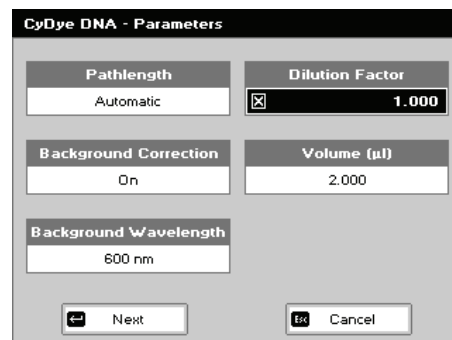 CyDye DNA - Parameters
Pathlength
Automatic
Dilution Factor
1.000
Background Correction
On
Volume (µl)
2.000
Background Wavelength
600 nm
Next
Esc Cancel